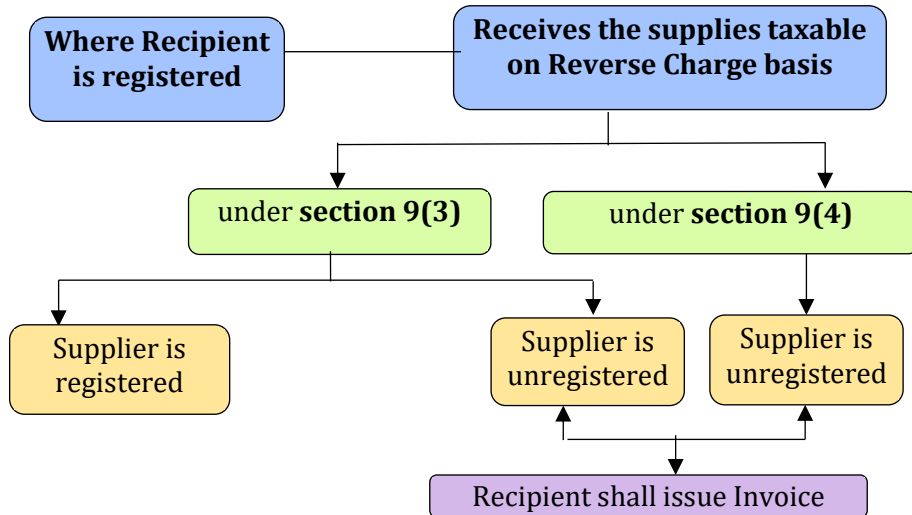 Where Recipient
is registered
Receives the supplies taxable
on Reverse Charge basis
under section 9(3)
under section 9(4)
Supplier is
registered
Supplier is
unregistered
Supplier is
unregistered
Recipient shall issue Invoice